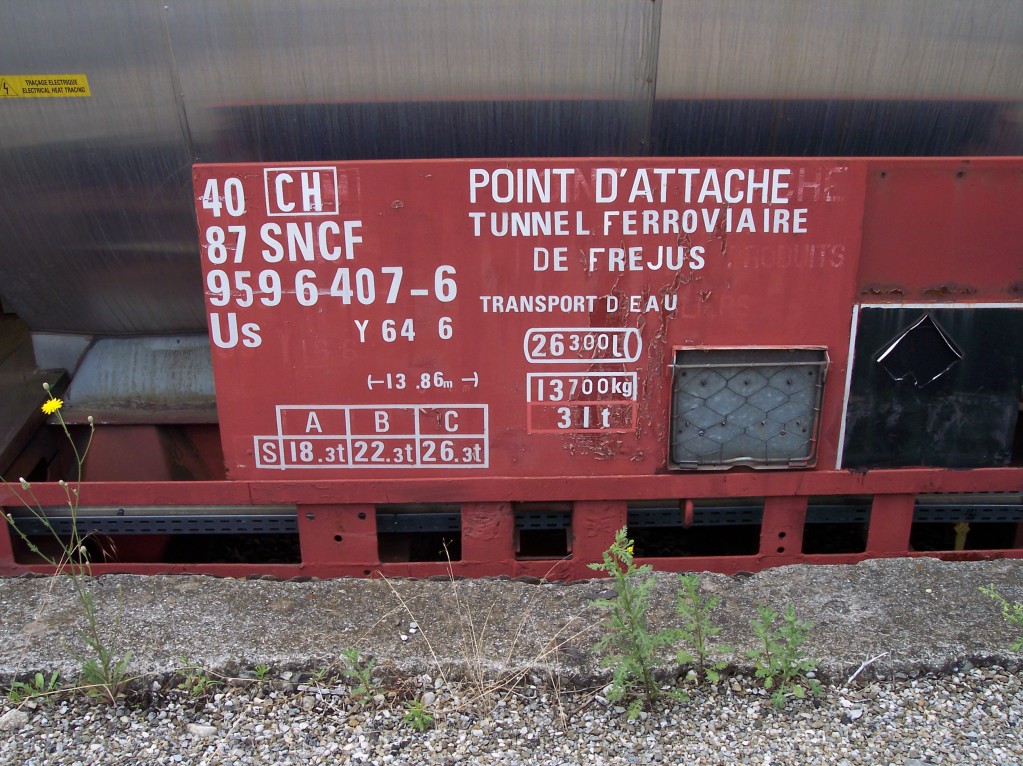 TRAÇAGE ELECTRIQUE
ELECTRICAL HEAT TRACING
40 CH
87 SNCF
959 6 407-6
Us Y 64 6
13.86m
A B C
S 18.3t 22.3t 26.3t
POINT D'ATTACHE
TUNNEL FERROVIAIRE
DE FREJUS
TRANSPORT D'EAU
26300L
13700kg
31t